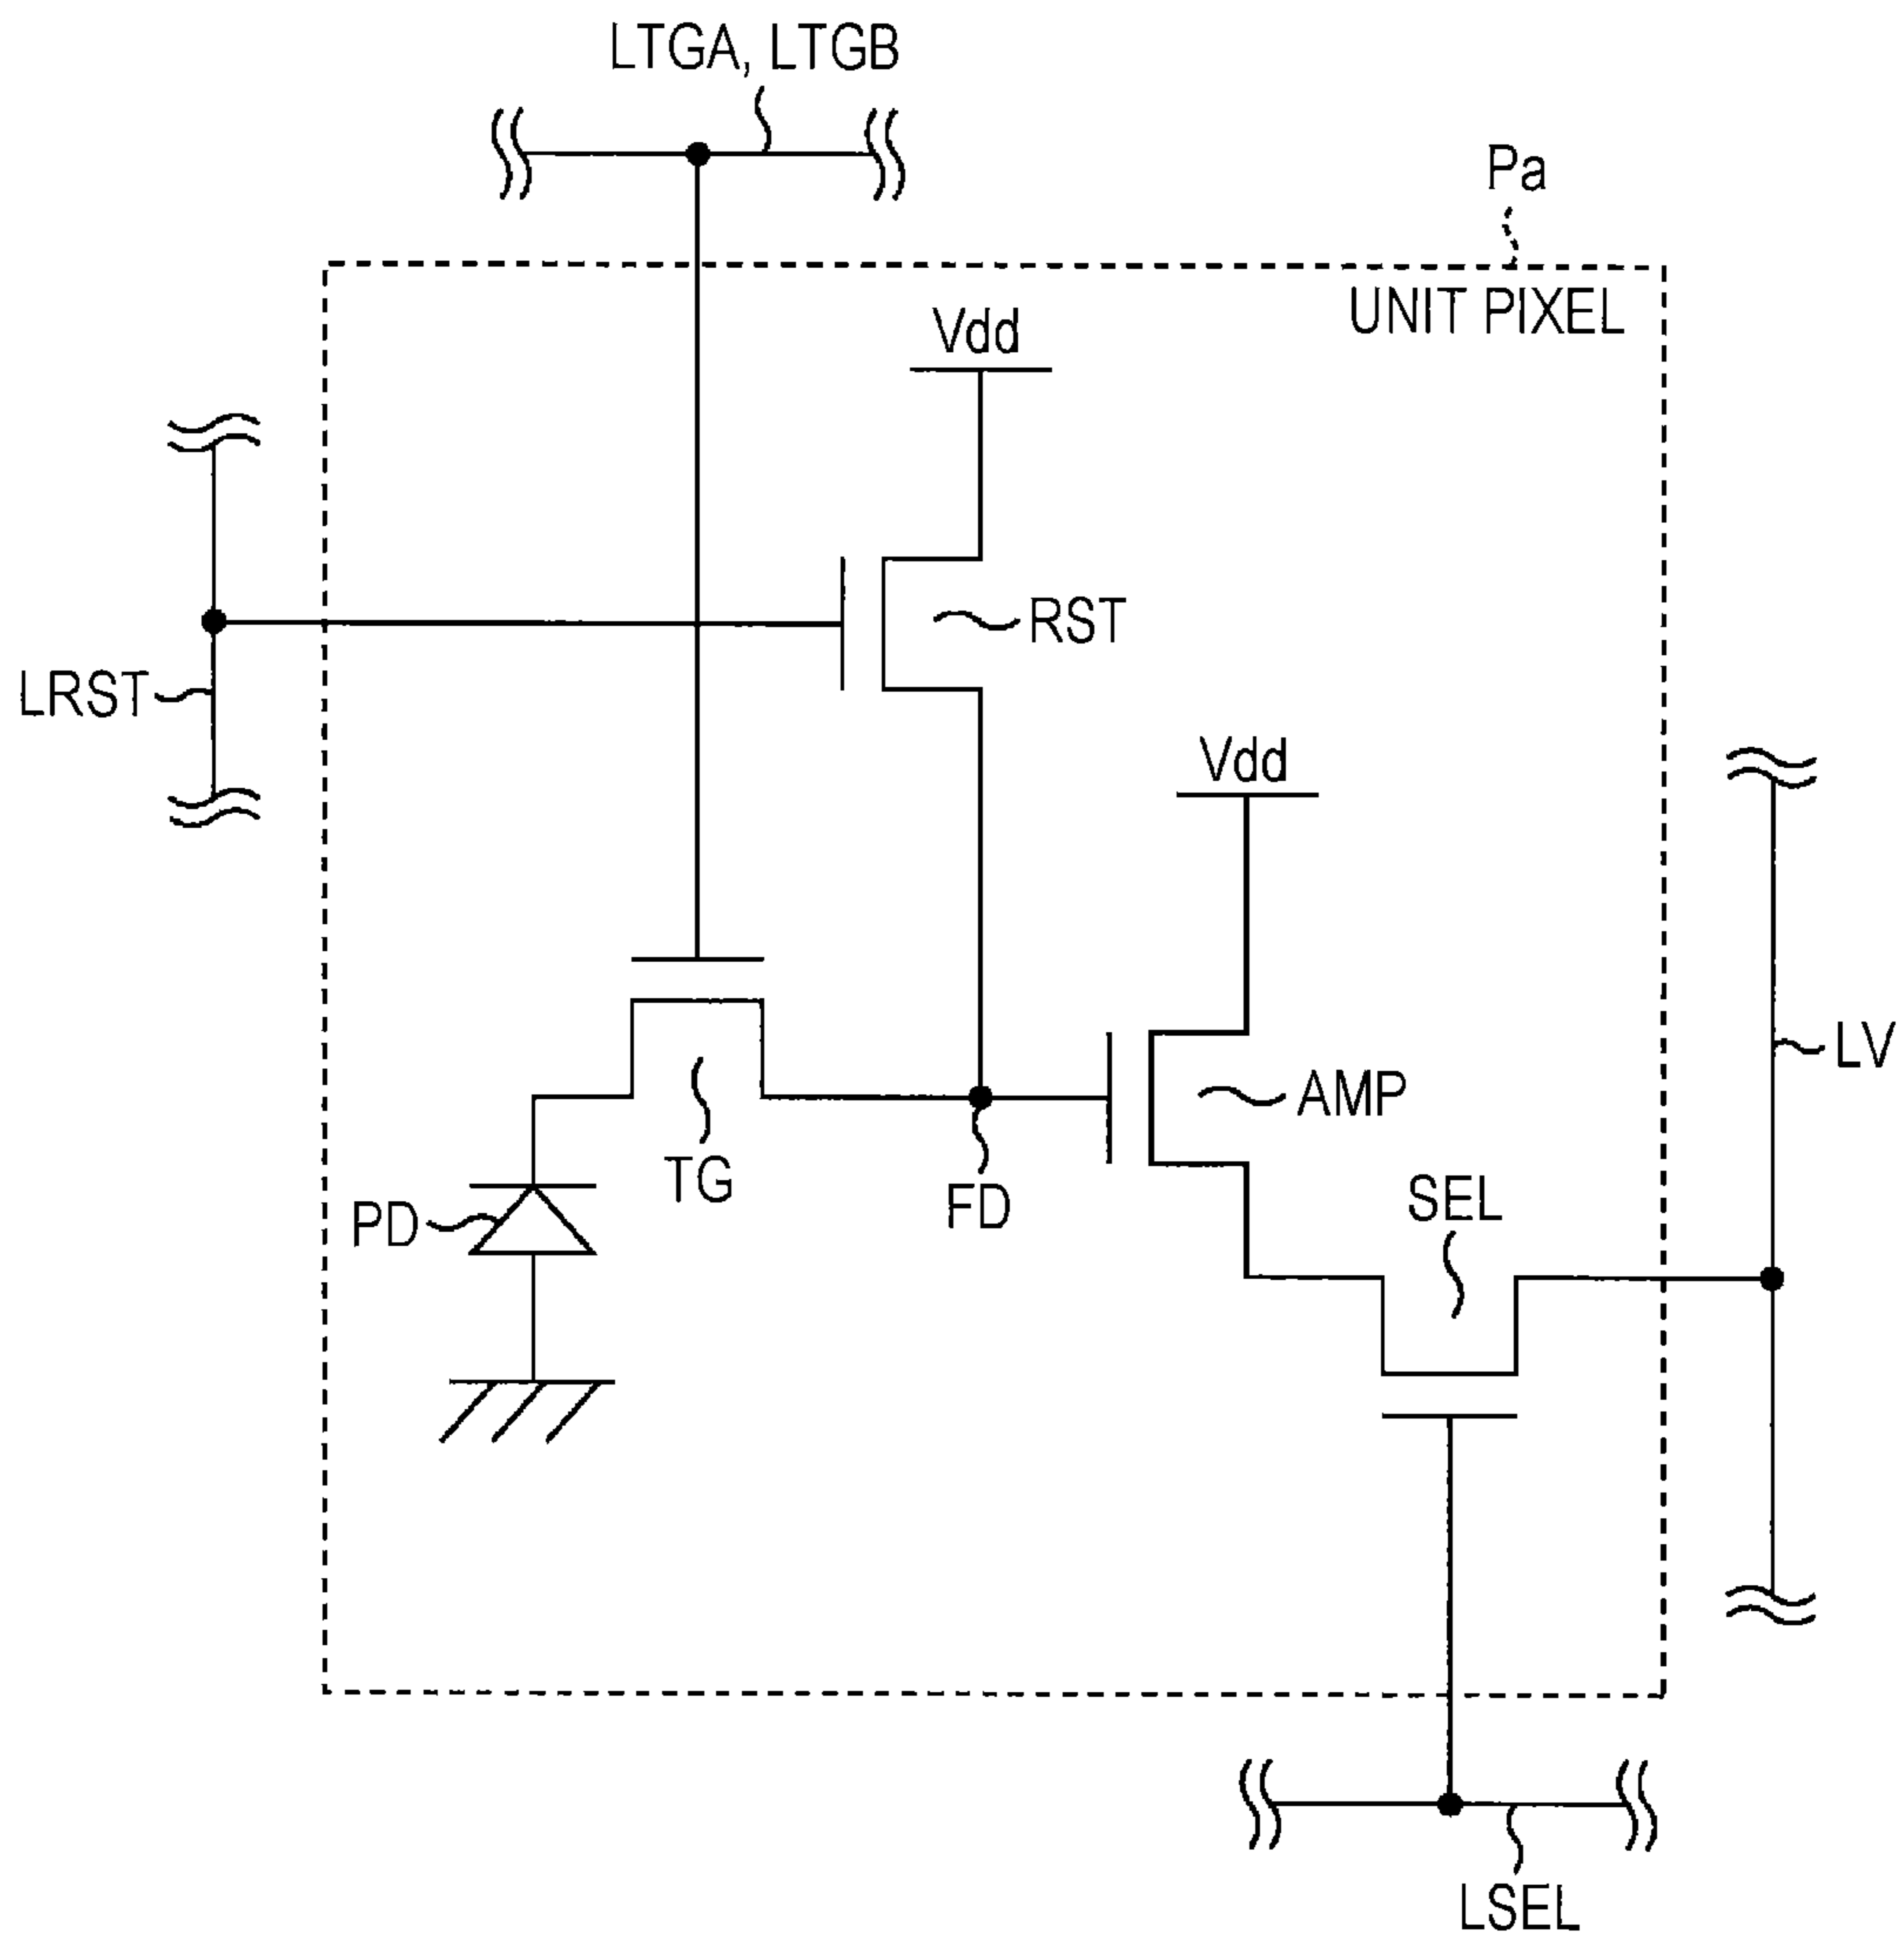 LTGA, LTGB
Pa
UNIT PIXEL
Vdd
RST
LRST
Vdd
LV
AMP
TG
FD
SEL
PD
LSEL